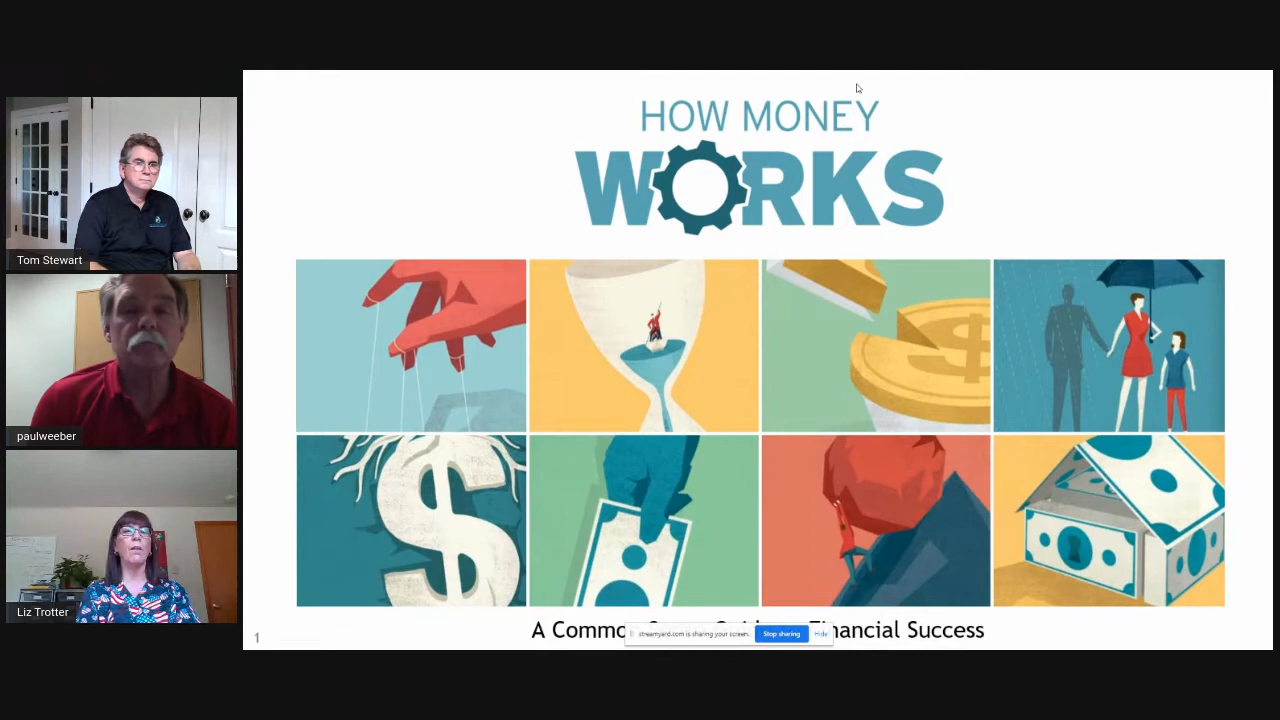 Tom Stewart
paulweeber
Liz Trotter
HOW MONEY
WORKS
$
$
A Common
Financial Success
streamyard.com is sharing your screen.
Stop sharing
Hide
1